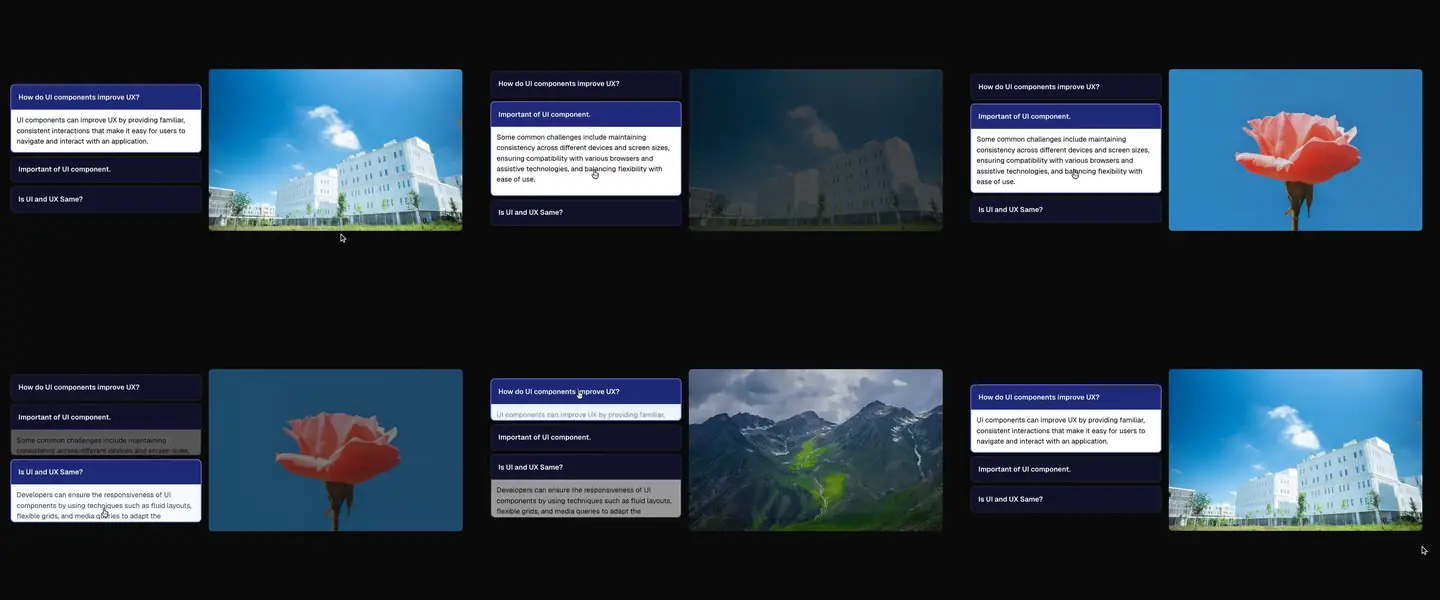 How do UI components improve UX?
UI components can improve UX by providing familiar,
consistent interactions that make it easy for users to
navigate and interact with an application.
Important of UI component.
Is UI and UX Same?
How do UI components improve UX?
Important of UI component.
Some common challenges include maintaining
consistency across different devices and screen sizes,
ensuring compatibility with various browsers and
assistive technologies, and balancing flexibility with
ease of use.
Is UI and UX Same?
How do UI components improve UX?
Important of UI component.
Some common challenges include maintaining
consistency across different devices and screen sizes,
ensuring compatibility with various browsers and
assistive technologies, and balancing flexibility with
ease of use.
Is UI and UX Same?
How do UI components improve UX?
Important of UI component.
Some common challenges include maintaining
consistency across different devices and screen sizes,
Is UI and UX Same?
Developers can ensure the responsiveness of UI
components by using techniques such as fluid layouts,
flexible grids, and media queries to adapt the
How do UI components improve UX?
UI components can improve UX by providing familiar,
Important of UI component.
Is UI and UX Same?
Developers can ensure the responsiveness of UI
components by using techniques such as fluid layouts,
flexible grids, and media queries to adapt the
How do UI components improve UX?
UI components can improve UX by providing familiar,
consistent interactions that make it easy for users to
navigate and interact with an application.
Important of UI component.
Is UI and UX Same?